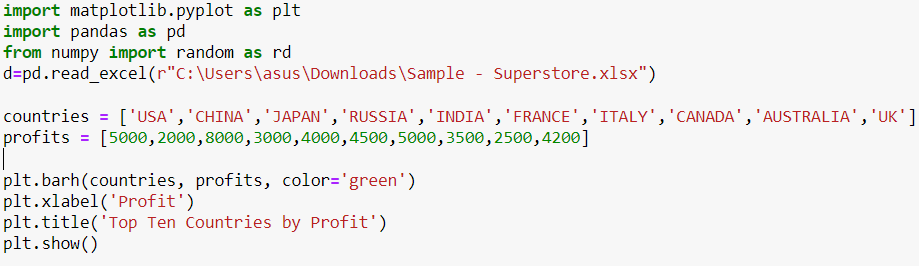 import matplotlib.pyplot as plt
import pandas as pd
from numpy import random as rd
d=pd.read_excel(r"C:\Users\asus\Downloads\Sample - Superstore.xlsx")
countries = ['USA','CHINA','JAPAN','RUSSIA','INDIA','FRANCE','ITALY','CANADA','AUSTRALIA','UK']
profits = [5000,2000,8000,3000,4000,4500,5000,3500,2500,4200]
plt.barh(countries, profits, color='green')
plt.xlabel('Profit')
plt.title('Top Ten Countries by Profit')
plt.show()